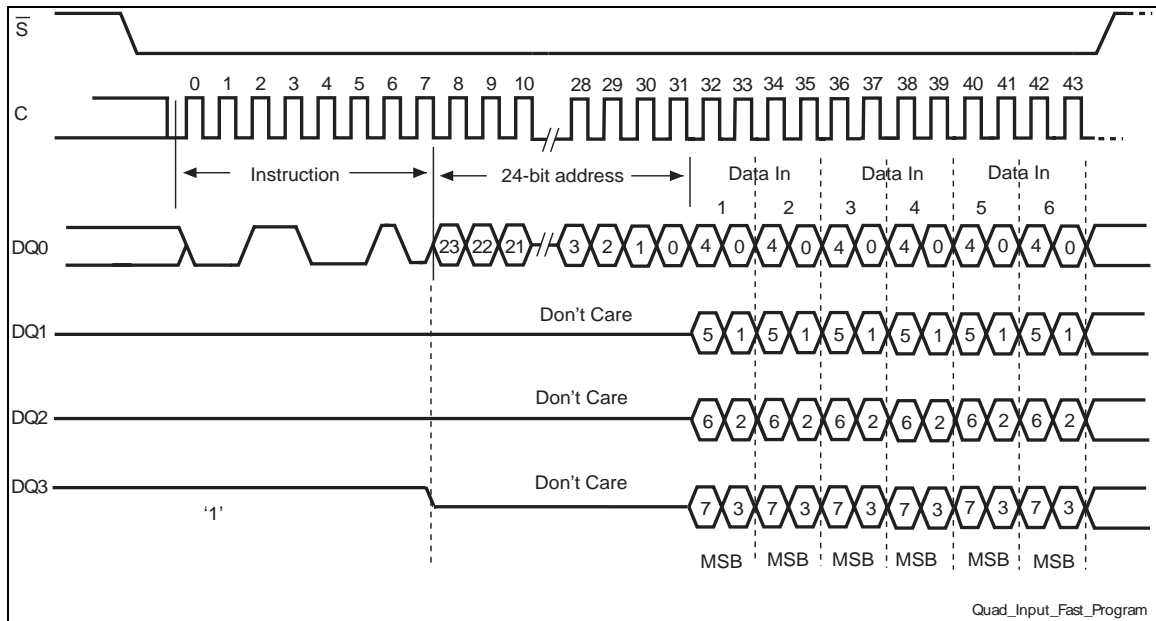 S
0 1 2 3 4 5 6 7 8 9 10 28 29 30 31 32 33 34 35 36 37 38 39 40 41 42 43
C
Instruction 24-bit address Data In Data In Data In
1 2 3 4 5 6
DQ0 23 22 21 3 2 1 0 4 0 4 0 4 0 4 0 4 0 4 0
Don't Care
DQ1 5 1 5 1 5 1 5 1 5 1 5 1
Don't Care
DQ2 6 2 6 2 6 2 6 2 6 2 6 2
Don't Care
DQ3 7 3 7 3 7 3 7 3 7 3 7 3
‘1’
MSB MSB MSB MSB MSB MSB
Quad_Input_Fast_Program